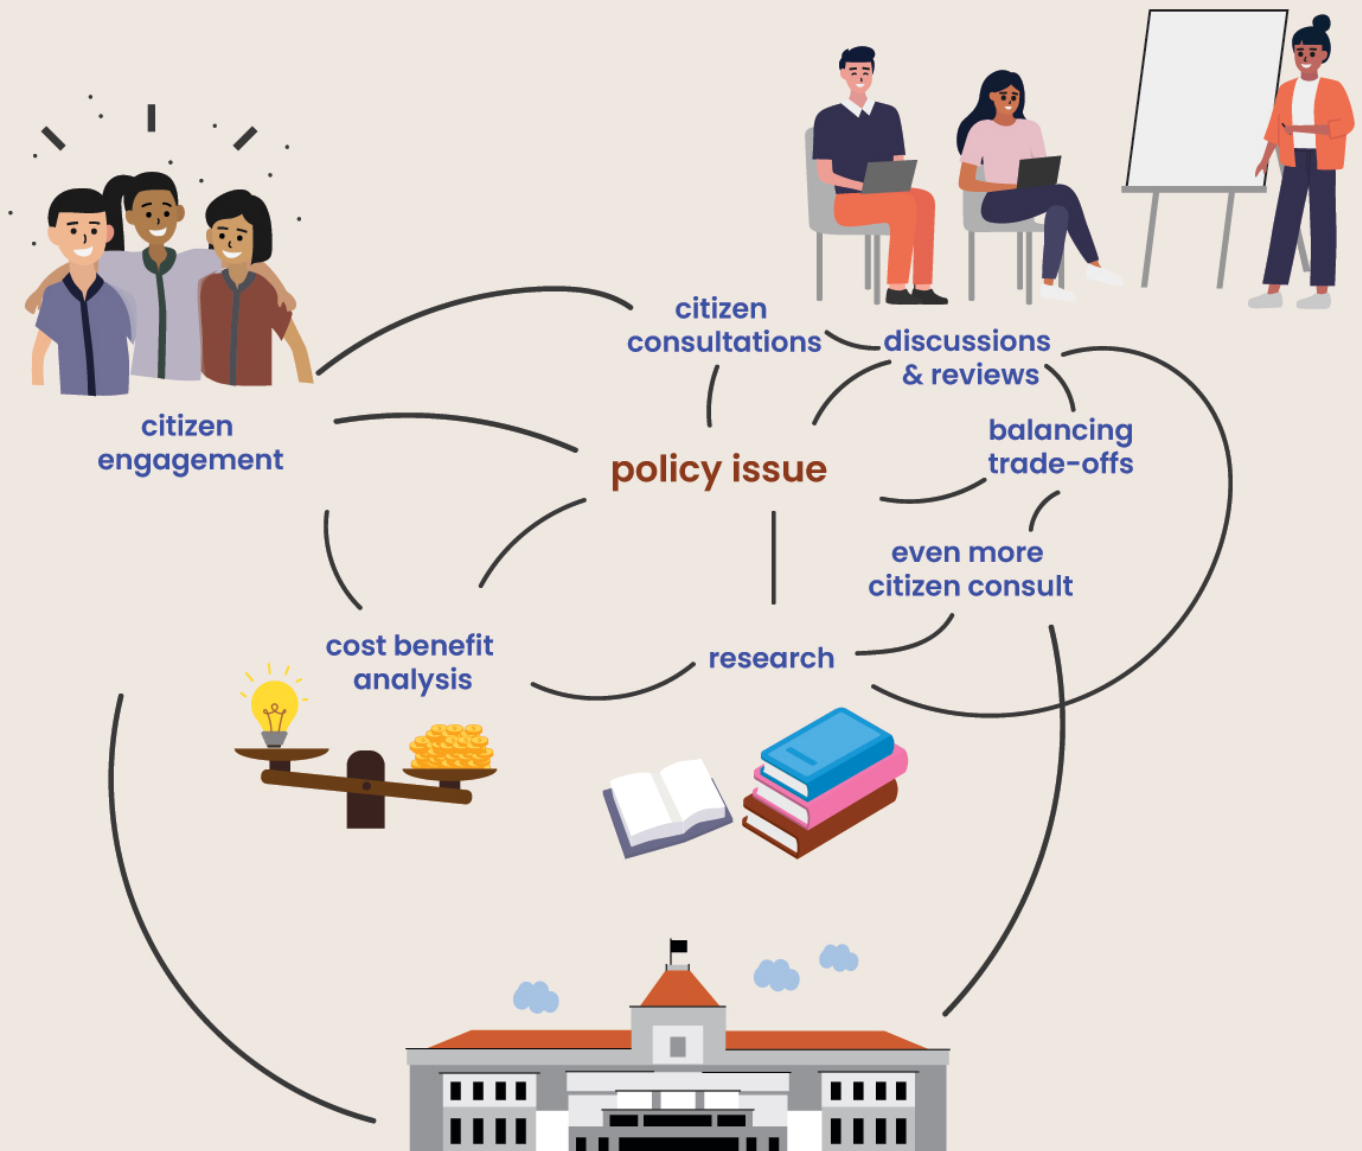 citizen
consultations
discussions
& reviews
citizen
engagement
balancing
trade-offs
policy issue
even more
citizen consult
cost benefit
analysis
research